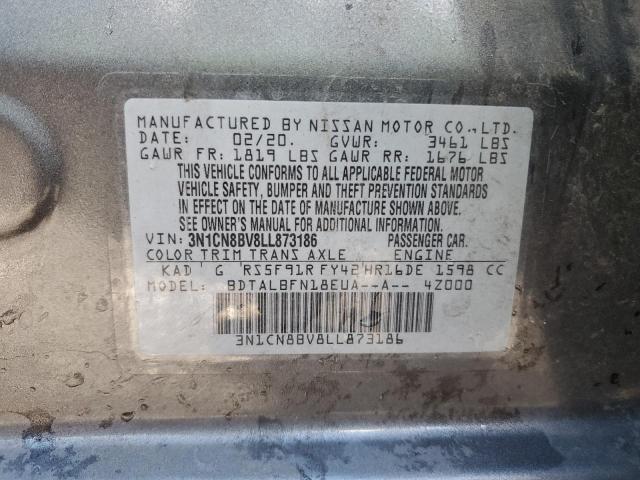 MANUFACTURED BY NISSAN MOTOR CO.,LTD.
DATE: 02/20. GVWR: 3461 LBS
GAWR FR: 1819 LBS GAWR RR: 1676 LBS
THIS VEHICLE CONFORMS TO ALL APPLICABLE FEDERAL MOTOR
VEHICLE SAFETY, BUMPER AND THEFT PREVENTION STANDARDS
IN EFFECT ON THE DATE OF MANUFACTURE SHOWN ABOVE.
SEE OWNER'S MANUAL FOR ADDITIONAL INFORMATION.
VIN: 3N1CN8BV8LL873186 PASSENGER CAR.
COLOR TRIM TRANS AXLE ENGINE
KAD G RS5F91R FY42 HR16DE 1598 CC
MODEL: BDTALBFN18EUA--A-- 4Z000
3N1CN8BV8LL873186